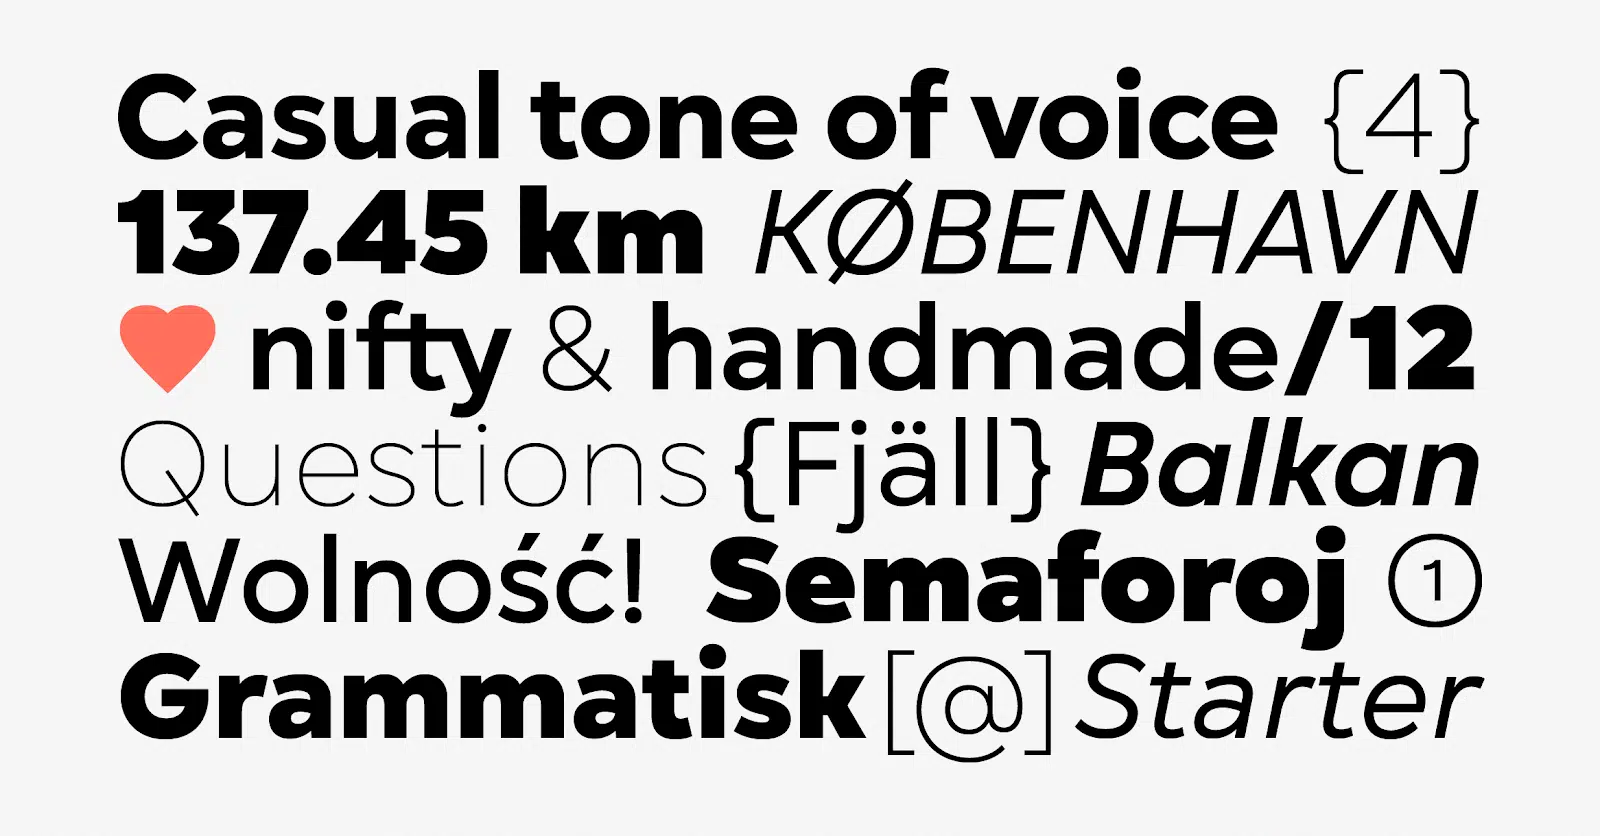 Casual tone of voice {4}
137.45 km KØBENHAVN
♥ nifty & handmade/12
Questions {Fjäll} Balkan
Wolność! Semaforoj ①
Grammatisk [@] Starter